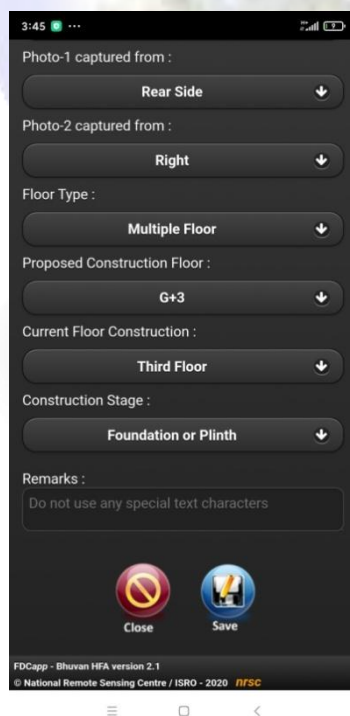 3:45 ...
Photo-1 captured from :
Rear Side
Photo-2 captured from :
Right
Floor Type :
Multiple Floor
Proposed Construction Floor :
G+3
Current Floor Construction :
Third Floor
Construction Stage :
Foundation or Plinth
Remarks :
Do not use any special text characters
Close Save
FDCapp - Bhuvan HFA version 2.1
© National Remote Sensing Centre / ISRO - 2020 nrsc